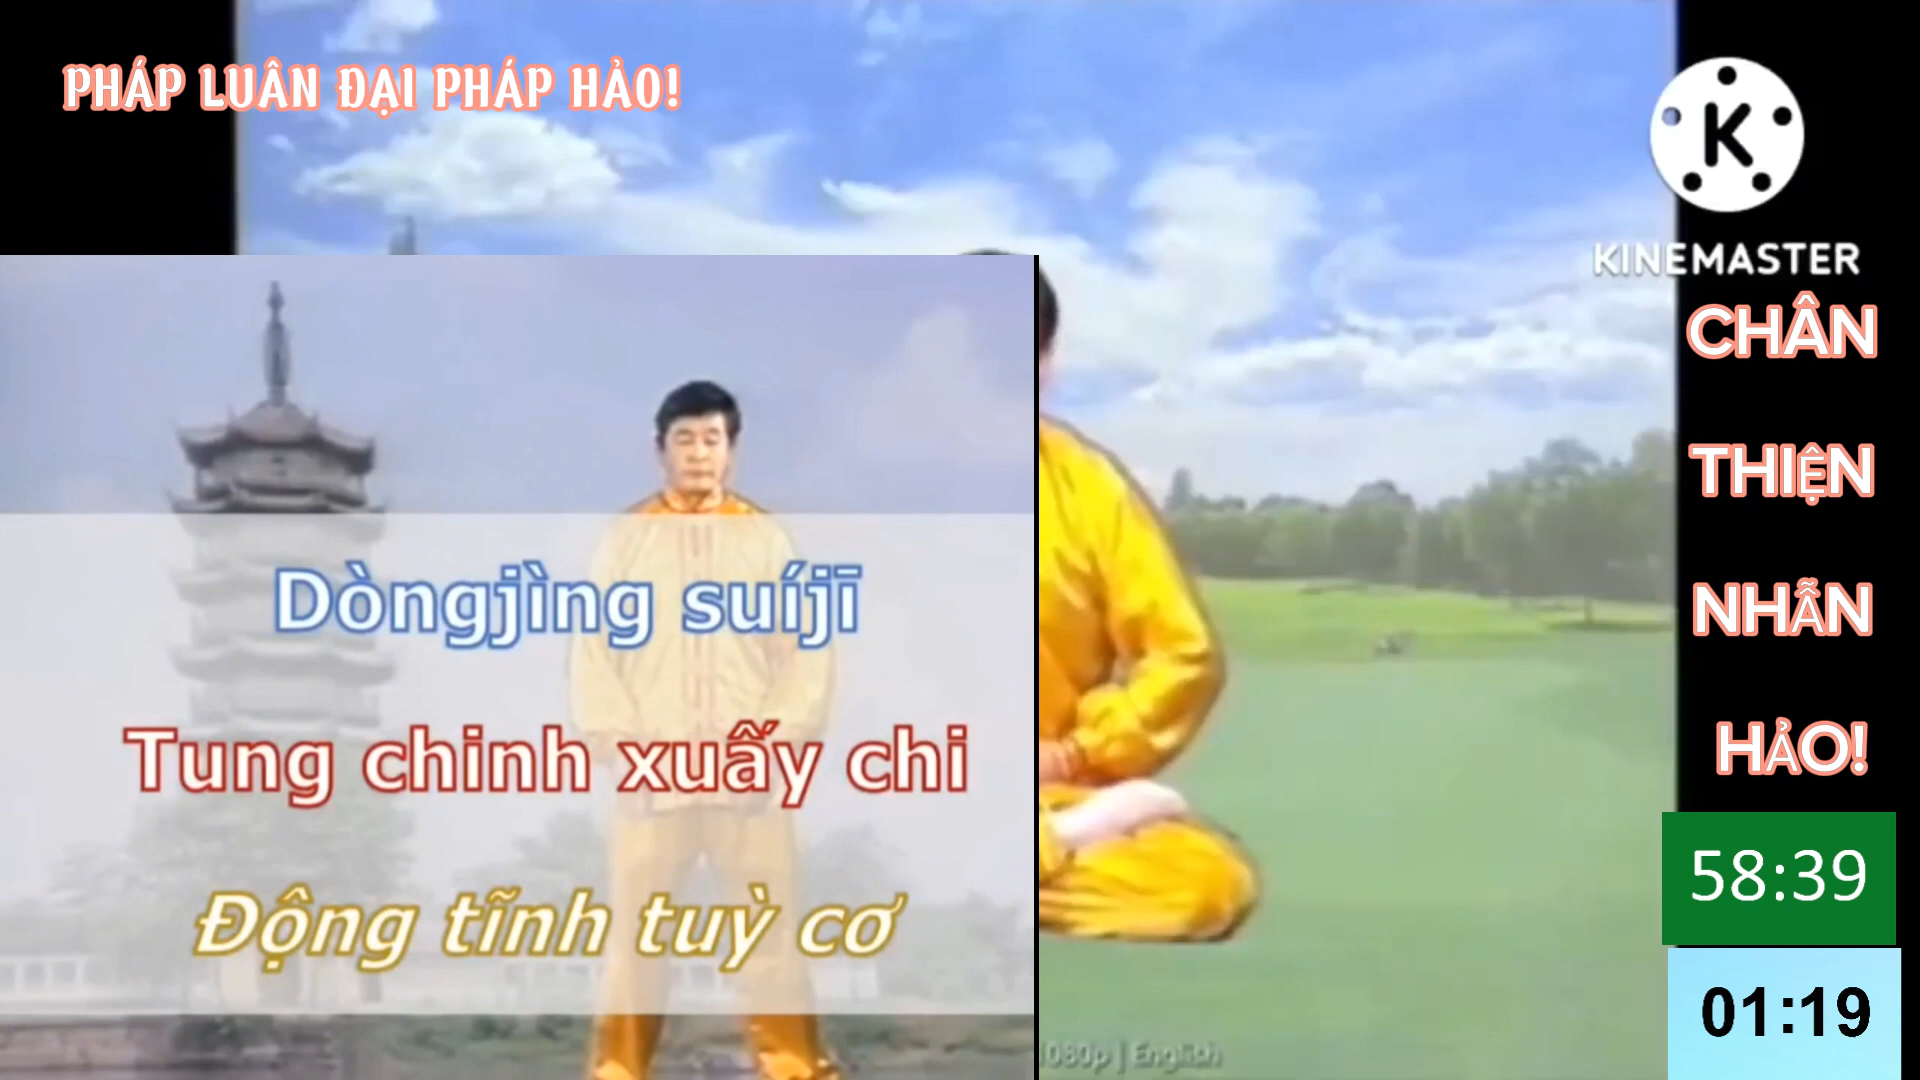 PHÁP LUÂN ĐẠI PHÁP HẢO!
K
KINEMASTER
CHÂN
THIỆN
NHẪN
HẢO!
Dòngjìng suíjī
Tung chinh xuấy chi
Động tĩnh tuỳ cơ
58:39
01:19
1080p | English